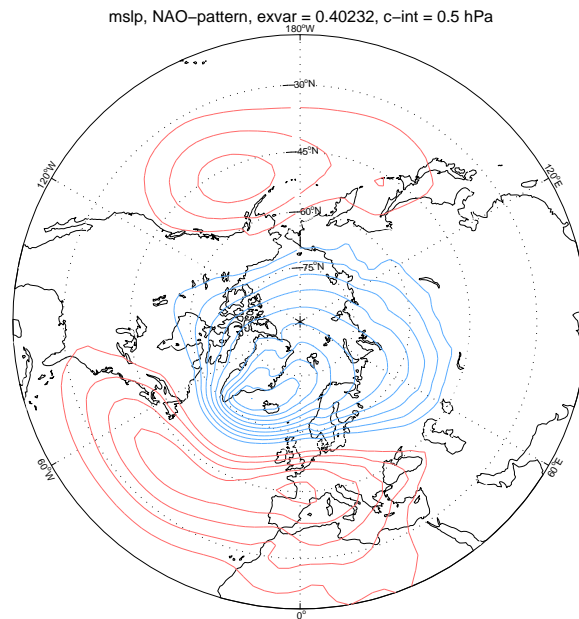 mslp, NAO−pattern, exvar = 0.40232, c−int = 0.5 hPa
180°W
30°N
120°W
45°N
120°E
60°N
75°N
60°W
60°E
0°